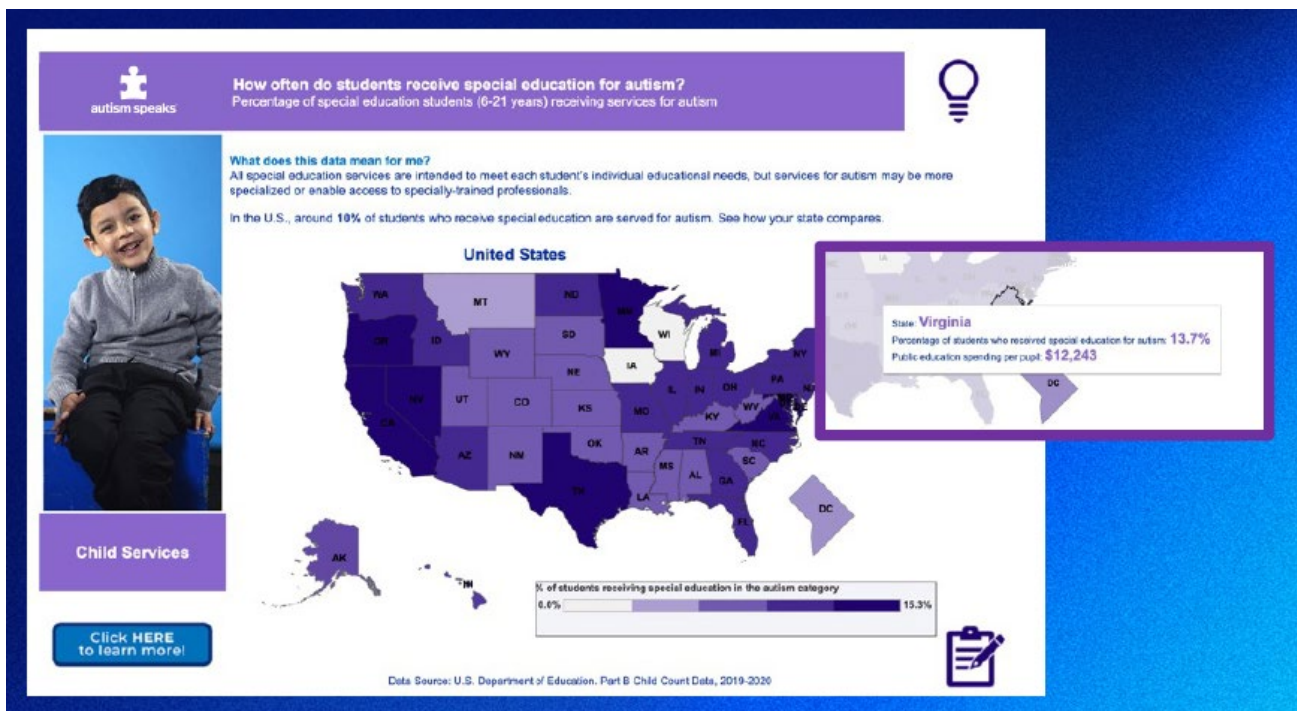 autism speaks
How often do students receive special education for autism?
Percentage of special education students (6-21 years) receiving services for autism
What does this data mean for me?
All special education services are intended to meet each student's individual educational needs, but services for autism may be more
specialized or enable access to specially-trained professionals.
In the U.S., around 10% of students who receive special education are served for autism. See how your state compares.
United States
WA
MT
ND
OR
ID
SD
WI
MI
NY
WY
IA
NE
PA
NV
UT
CO
IL
IN
OH
CA
KS
MO
KY
WV
VA
AZ
NM
OK
AR
TN
NC
MS
AL
SC
GA
TX
LA
FL
DC
AK
HI
State: Virginia
Percentage of students who received special education for autism: 13.7%
Public education spending per pupil: $12,243
DC
Child Services
% of students receiving special education in the autism category
0.0%
15.3%
Click HERE
to learn more!
Data Source: U.S. Department of Education. Part B Child Count Data, 2019-2020